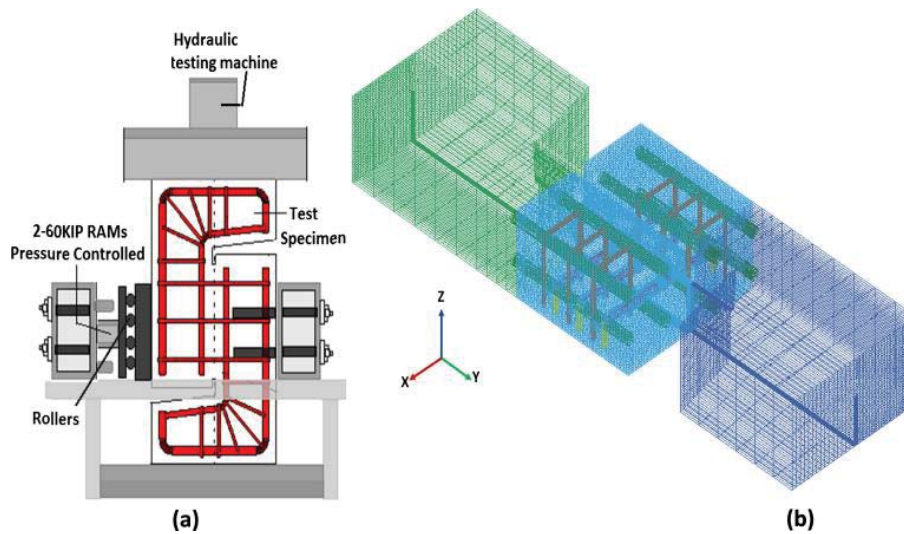 Hydraulic
testing machine
Test
Specimen
2-60KIP RAMs
Pressure Controlled
Rollers
Z
X
Y
(a)
(b)